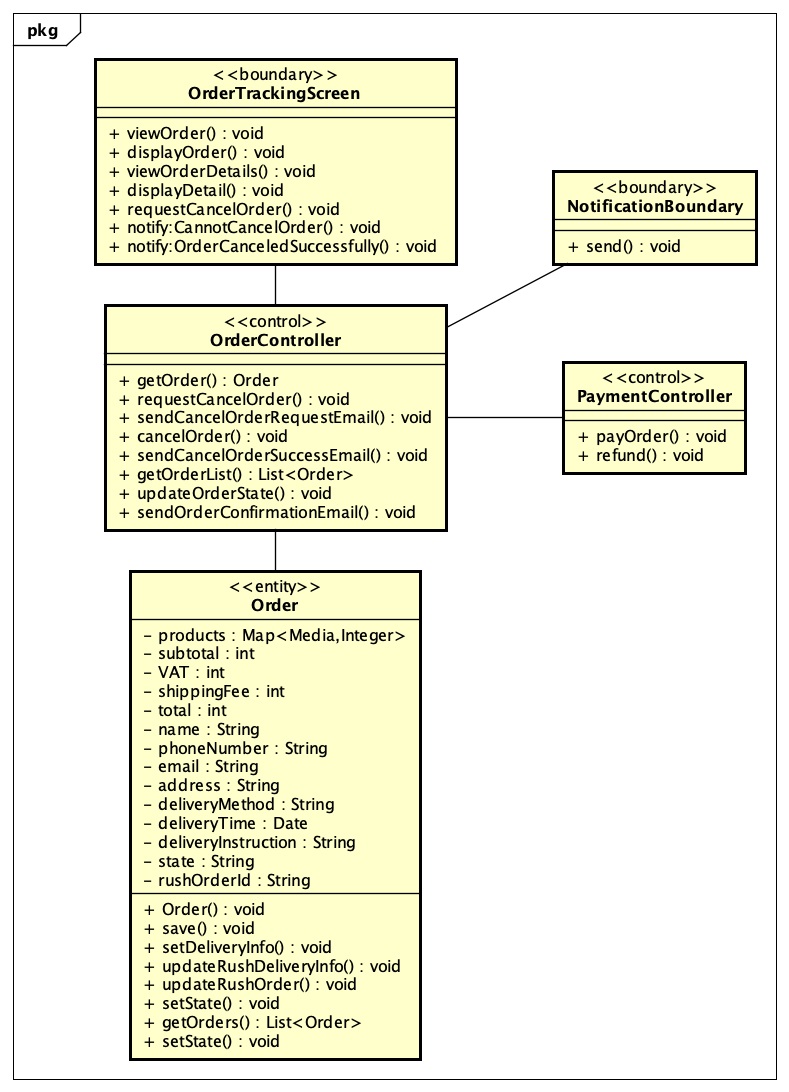 pkg
<<boundary>>
OrderTrackingScreen
+ viewOrder() : void
+ displayOrder() : void
+ viewOrderDetails() : void
+ displayDetail() : void
+ requestCancelOrder() : void
+ notify:CannotCancelOrder() : void
+ notify:OrderCanceledSuccessfully() : void
<<boundary>>
NotificationBoundary
+ send() : void
<<control>>
OrderController
+ getOrder() : Order
+ requestCancelOrder() : void
+ sendCancelOrderRequestEmail() : void
+ cancelOrder() : void
+ sendCancelOrderSuccessEmail() : void
+ getOrderList() : List<Order>
+ updateOrderState() : void
+ sendOrderConfirmationEmail() : void
<<control>>
PaymentController
+ payOrder() : void
+ refund() : void
<<entity>>
Order
- products : Map<Media,Integer>
- subtotal : int
- VAT : int
- shippingFee : int
- total : int
- name : String
- phoneNumber : String
- email : String
- address : String
- deliveryMethod : String
- deliveryTime : Date
- deliveryInstruction : String
- state : String
- rushOrderId : String
+ Order() : void
+ save() : void
+ setDeliveryInfo() : void
+ updateRushDeliveryInfo() : void
+ updateRushOrder() : void
+ setState() : void
+ getOrders() : List<Order>
+ setState() : void